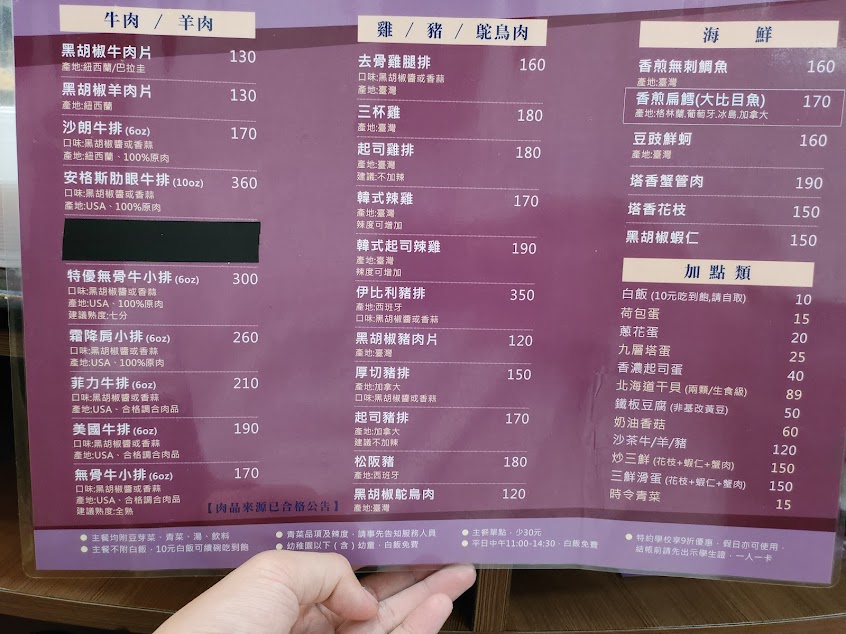 牛肉 / 羊肉
黑胡椒牛肉片 130
產地:紐西蘭/巴拉圭
黑胡椒羊肉片 130
產地:紐西蘭
沙朗牛排(6oz) 170
口味:黑胡椒醬或香蒜
產地:紐西蘭、100%原肉
安格斯肋眼牛排(10oz) 360
口味:黑胡椒醬或香蒜
產地:USA、100%原肉
特優無骨牛小排(6oz) 300
口味:黑胡椒醬或香蒜
產地:USA、100%原肉
建議熟度:七分
霜降肩小排(6oz) 260
口味:黑胡椒醬或香蒜
產地:USA、100%原肉
菲力牛排(6oz) 210
口味:黑胡椒醬或香蒜
產地:USA、合格調合肉品
美國牛排(6oz) 190
口味:黑胡椒醬或香蒜
產地:USA、合格調合肉品
無骨牛小排(6oz) 170
口味:黑胡椒醬或香蒜
產地:USA、合格調合肉品
建議熟度:全熟
【肉品來源已合格公告】
雞 / 豬 / 鴕鳥肉
去骨雞腿排 160
口味:黑胡椒醬或香蒜
產地:臺灣
三杯雞 180
產地:臺灣
起司雞排 180
產地:臺灣
建議:不加辣
韓式辣雞 170
產地:臺灣
辣度可增加
韓式起司辣雞 190
產地:臺灣
辣度可增加
伊比利豬排 350
產地:西班牙
口味:黑胡椒醬或香蒜
黑胡椒豬肉片 120
產地:臺灣
厚切豬排 150
產地:加拿大
口味:黑胡椒醬或香蒜
起司豬排 170
產地:加拿大
建議不加辣
松阪豬 180
產地:西班牙
黑胡椒鴕鳥肉 120
產地:臺灣
海 鮮
香煎無刺鯛魚 160
產地:臺灣
香煎扁鱈(大比目魚) 170
產地:格林蘭.葡萄牙.冰島.加拿大
豆豉鮮蚵 160
產地:臺灣
塔香蟹管肉 190
塔香花枝 150
黑胡椒蝦仁 150
加點類
白飯 (10元吃到飽,請自取) 10
荷包蛋 15
蔥花蛋 20
九層塔蛋 25
香濃起司蛋 40
北海道干貝 (兩顆/生食級) 89
鐵板豆腐 (非基改黃豆) 50
奶油香菇 60
沙茶牛/羊/豬 120
炒三鮮 (花枝+蝦仁+蟹肉) 150
三鮮滑蛋 (花枝+蝦仁+蟹肉) 150
時令青菜 15
● 主餐均附豆芽菜、青菜、湯、飲料
● 主餐不附白飯，10元白飯可續碗吃到飽
● 青菜品項及辣度，請事先告知服務人員
● 幼稚園以下（含）幼童，白飯免費
● 主餐單點，少30元
● 平日中午11:00-14:30，白飯免費
● 特約學校享9折優惠，假日亦可使用，
結帳前請先出示學生證，一人一卡